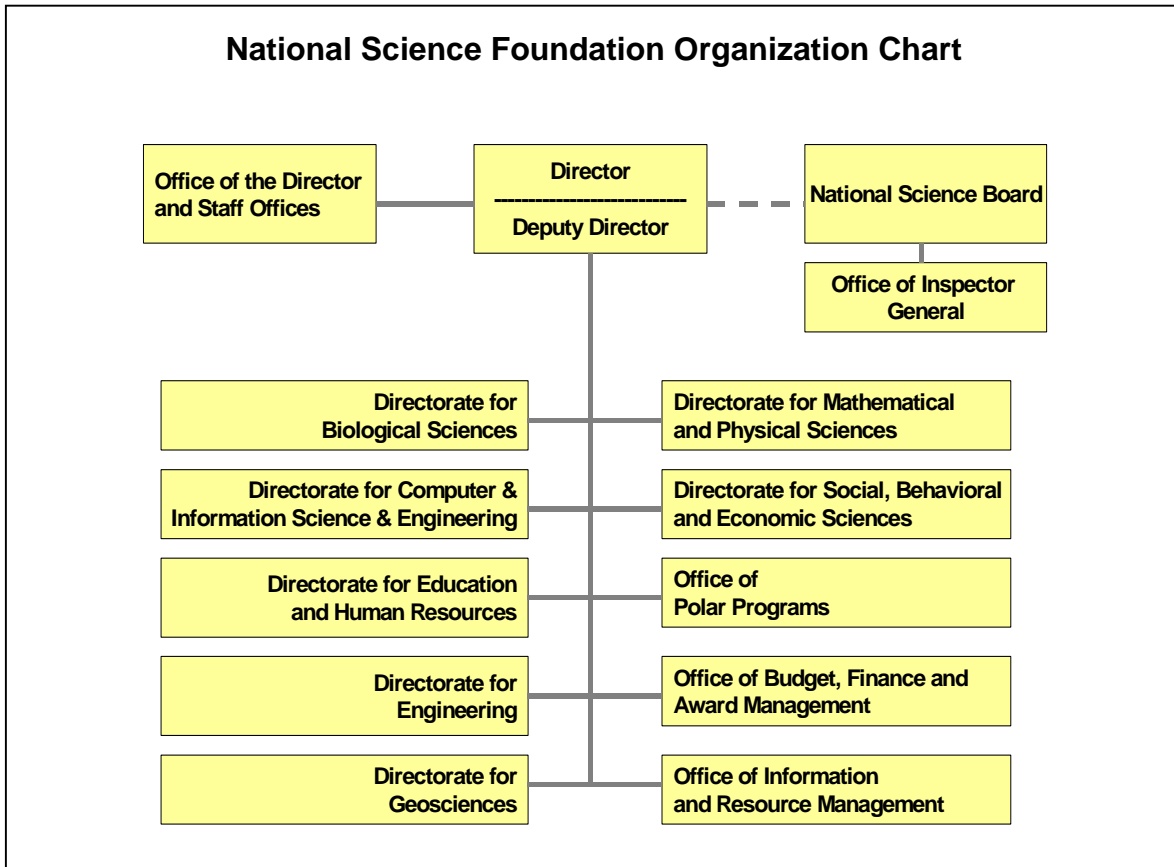 National Science Foundation Organization Chart
Office of the Director
and Staff Offices
Director
-----------------------------
Deputy Director
National Science Board
Office of Inspector
General
Directorate for
Biological Sciences
Directorate for Mathematical
and Physical Sciences
Directorate for Computer &
Information Science & Engineering
Directorate for Social, Behavioral
and Economic Sciences
Directorate for Education
and Human Resources
Office of
Polar Programs
Directorate for
Engineering
Office of Budget, Finance and
Award Management
Directorate for
Geosciences
Office of Information
and Resource Management